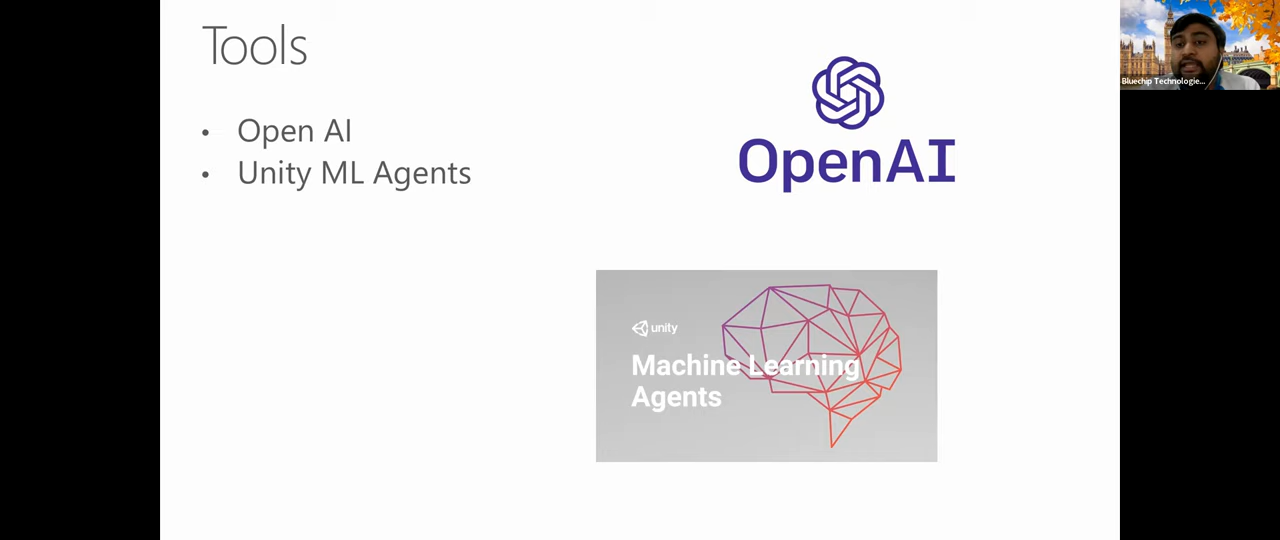 Tools
• Open AI
• Unity ML Agents
OpenAI
unity
Machine Learning
Agents
Bluechip Technologie...